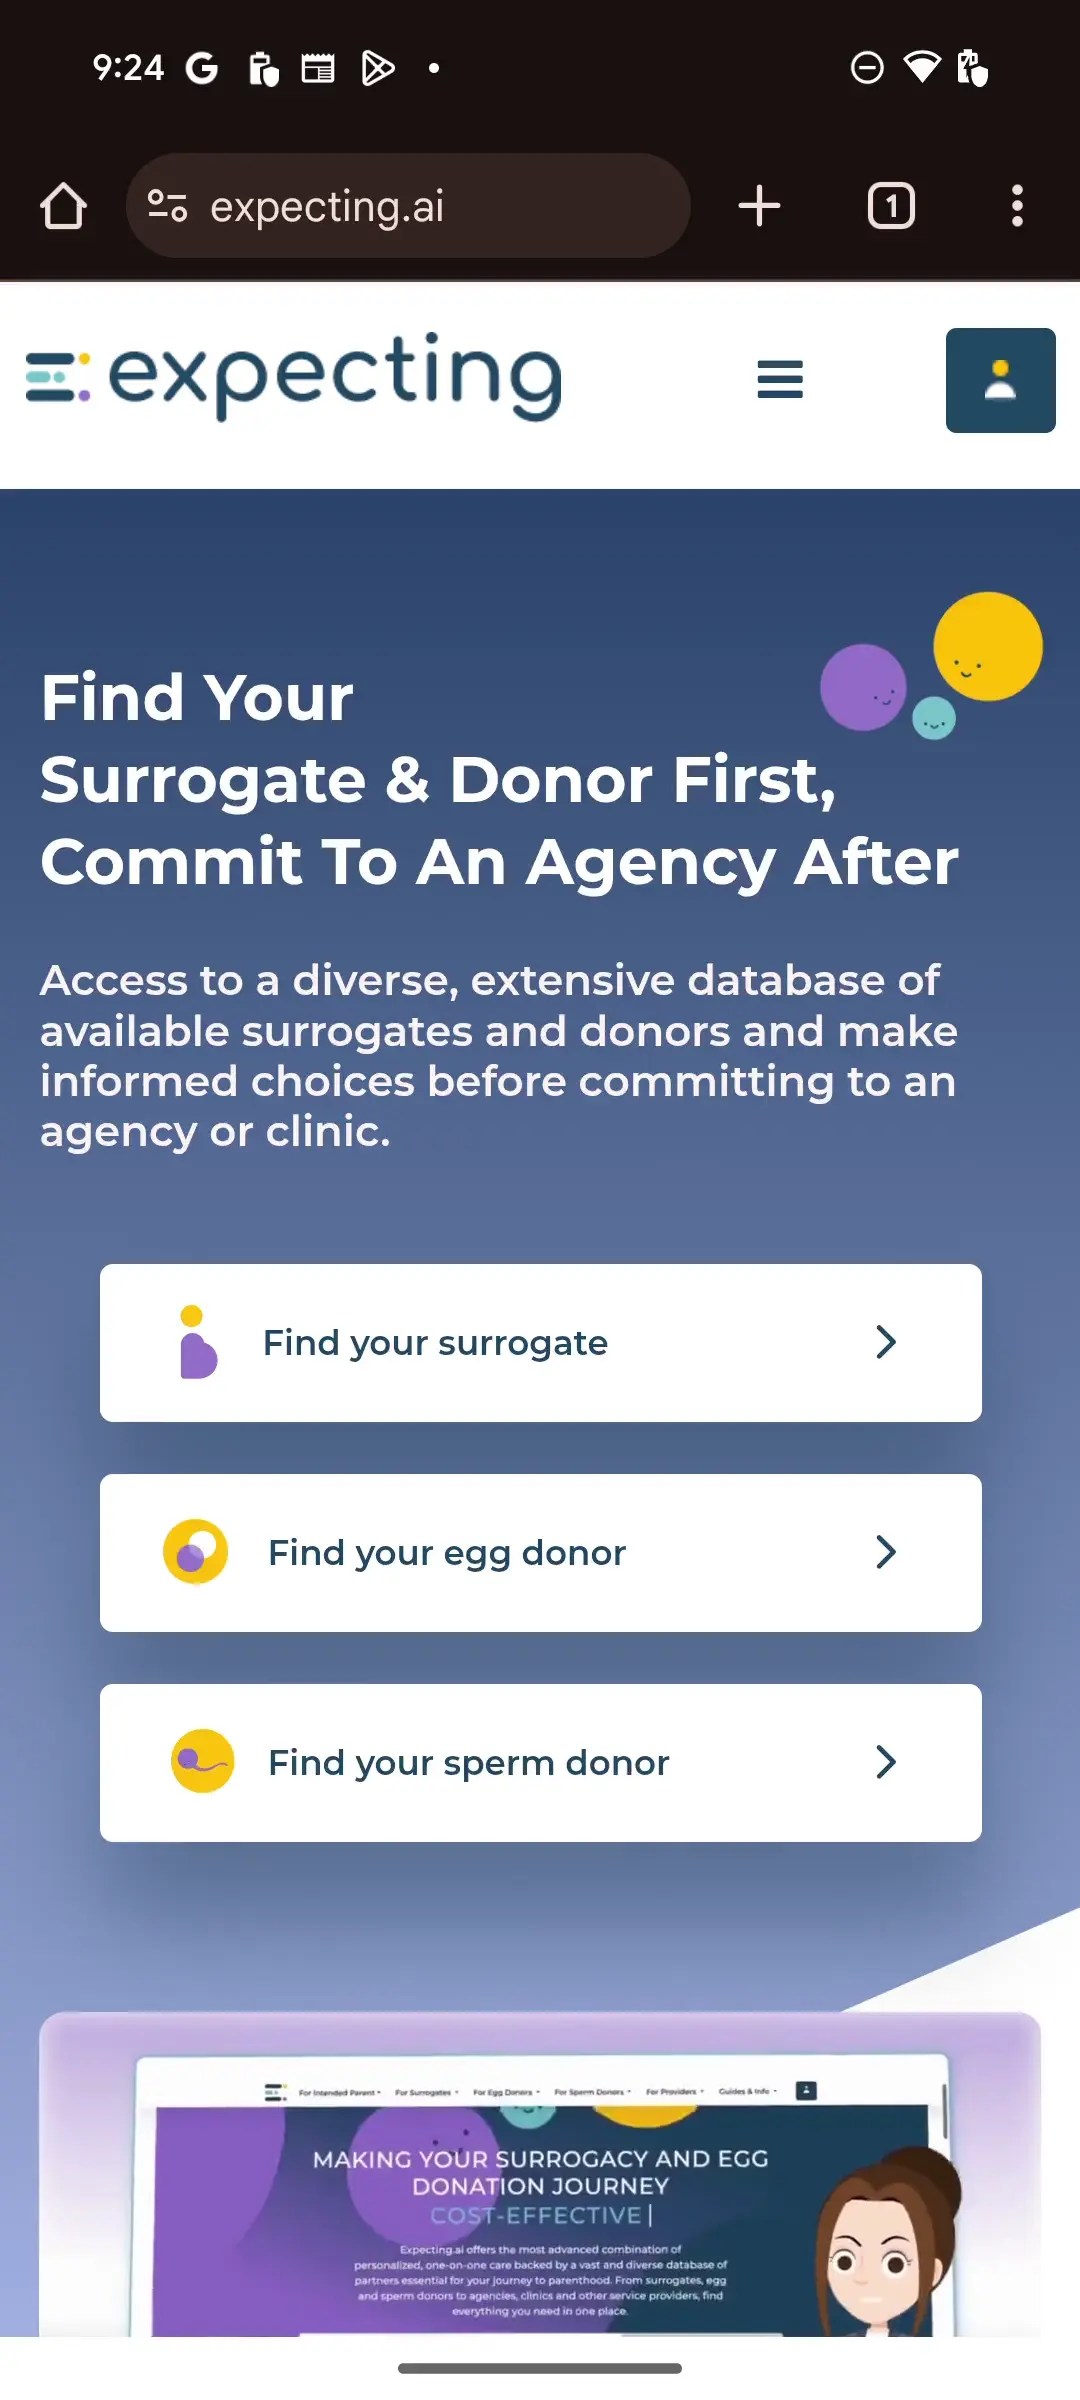 9:24
expecting.ai
1
expecting
Find Your
Surrogate & Donor First,
Commit To An Agency After
Access to a diverse, extensive database of
available surrogates and donors and make
informed choices before committing to an
agency or clinic.
Find your surrogate
Find your egg donor
Find your sperm donor
For Intended Parent
For Surrogates
For Egg Donors
For Sperm Donors
For Providers
Guides & Info
MAKING YOUR SURROGACY AND EGG
DONATION JOURNEY
COST-EFFECTIVE
Expecting.ai offers the most advanced combination of
personalized, one-on-one care backed by a vast and diverse database of
partners essential for your journey to parenthood. From surrogates, egg
and sperm donors to agencies, clinics and other service providers, find
everything you need in one place.